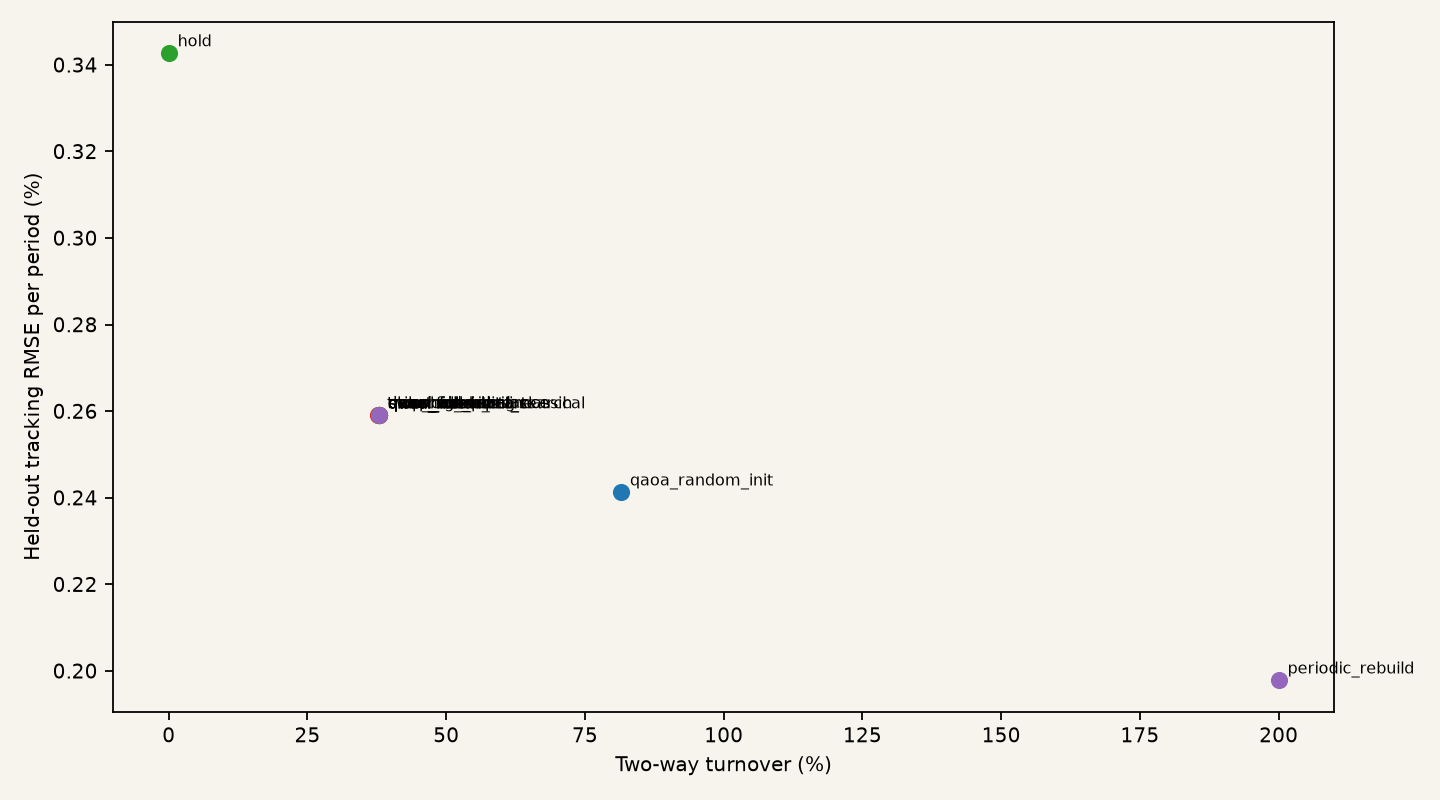 hold
0.34
0.32
0.30
0.28
0.26
0.24
0.22
0.20
Held-out tracking RMSE per period (%)
qaoa_random_init
periodic_rebuild
0 25 50 75 100 125 150 175 200
Two-way turnover (%)